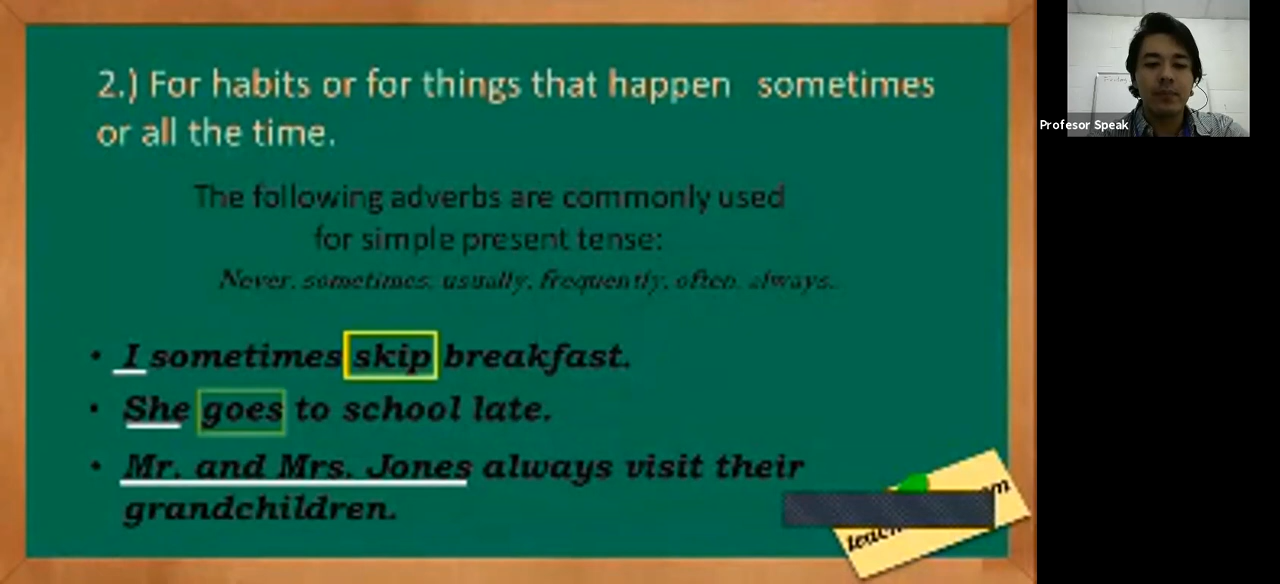 2.) For habits or for things that happen sometimes
or all the time.
The following adverbs are commonly used
for simple present tense:
Never, sometimes, usually, frequently, often, always.
• I sometimes skip breakfast.
• She goes to school late.
• Mr. and Mrs. Jones always visit their
grandchildren.
Profesor Speak